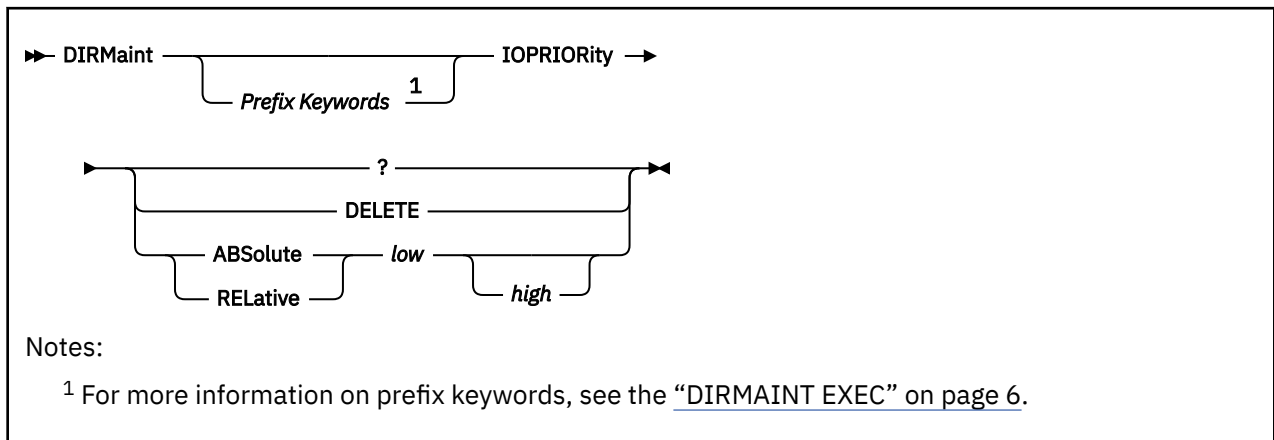 DIRMaint IOPRIORity
Prefix Keywords 1
?
DELETE
ABSolute low
RELative high
Notes:
1 For more information on prefix keywords, see the “DIRMAINT EXEC” on page 6.